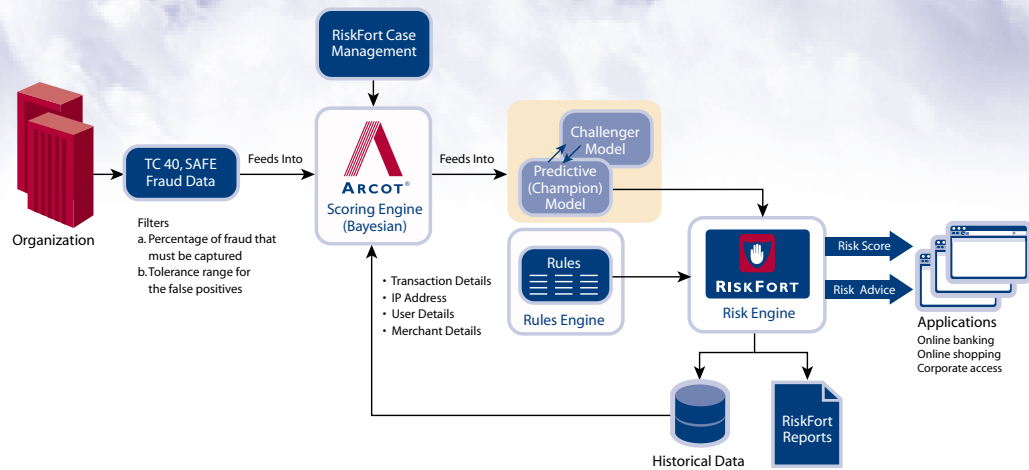 RiskFort Case
Management
Organization
TC 40, SAFE
Fraud Data
Filters
a. Percentage of fraud that
must be captured
b. Tolerance range for
the false positives
Feeds Into
ARCOT®
Scoring Engine
(Bayesian)
Feeds Into
Challenger
Model
Predictive
(Champion)
Model
• Transaction Details
• IP Address
• User Details
• Merchant Details
Rules
Rules Engine
RISKFORT
Risk Engine
Risk Score
Risk Advice
Applications
Online banking
Online shopping
Corporate access
Historical Data
RiskFort
Reports